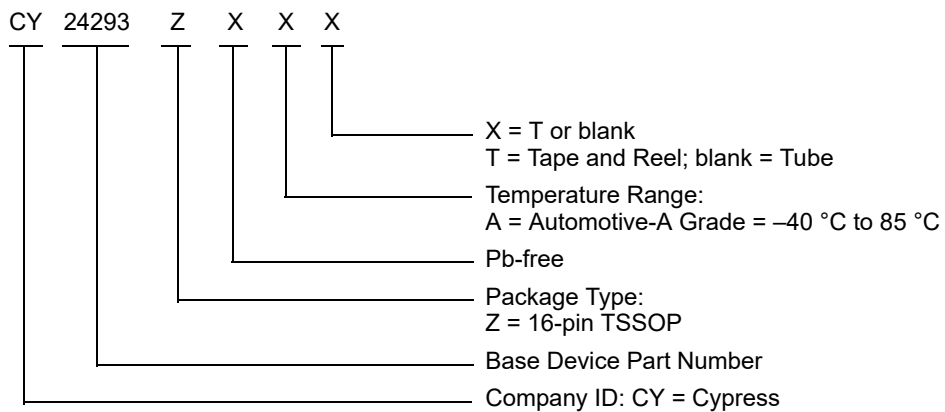 CY 24293 Z X X X
X = T or blank
T = Tape and Reel; blank = Tube
Temperature Range:
A = Automotive-A Grade = –40 °C to 85 °C
Pb-free
Package Type:
Z = 16-pin TSSOP
Base Device Part Number
Company ID: CY = Cypress